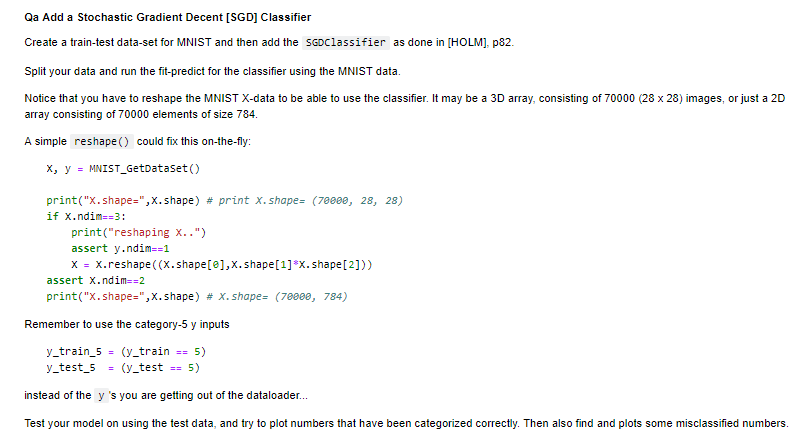 Qa Add a Stochastic Gradient Decent [SGD] Classifier
Create a train-test data-set for MNIST and then add the SGDClassifier as done in [HOLM], p82.
Split your data and run the fit-predict for the classifier using the MNIST data.
Notice that you have to reshape the MNIST X-data to be able to use the classifier. It may be a 3D array, consisting of 70000 (28 x 28) images, or just a 2D
array consisting of 70000 elements of size 784.
A simple reshape() could fix this on-the-fly:
X, y = MNIST_GetDataSet()
print("X.shape=",X.shape) # print X.shape= (70000, 28, 28)
if X.ndim==3:
    print("reshaping X..")
    assert y.ndim==1
    X = X.reshape((X.shape[0],X.shape[1]*X.shape[2]))
assert X.ndim==2
print("X.shape=",X.shape) # X.shape= (70000, 784)
Remember to use the category-5 y inputs
y_train_5 = (y_train == 5)
y_test_5  = (y_test == 5)
instead of the y 's you are getting out of the dataloader...
Test your model on using the test data, and try to plot numbers that have been categorized correctly. Then also find and plots some misclassified numbers.